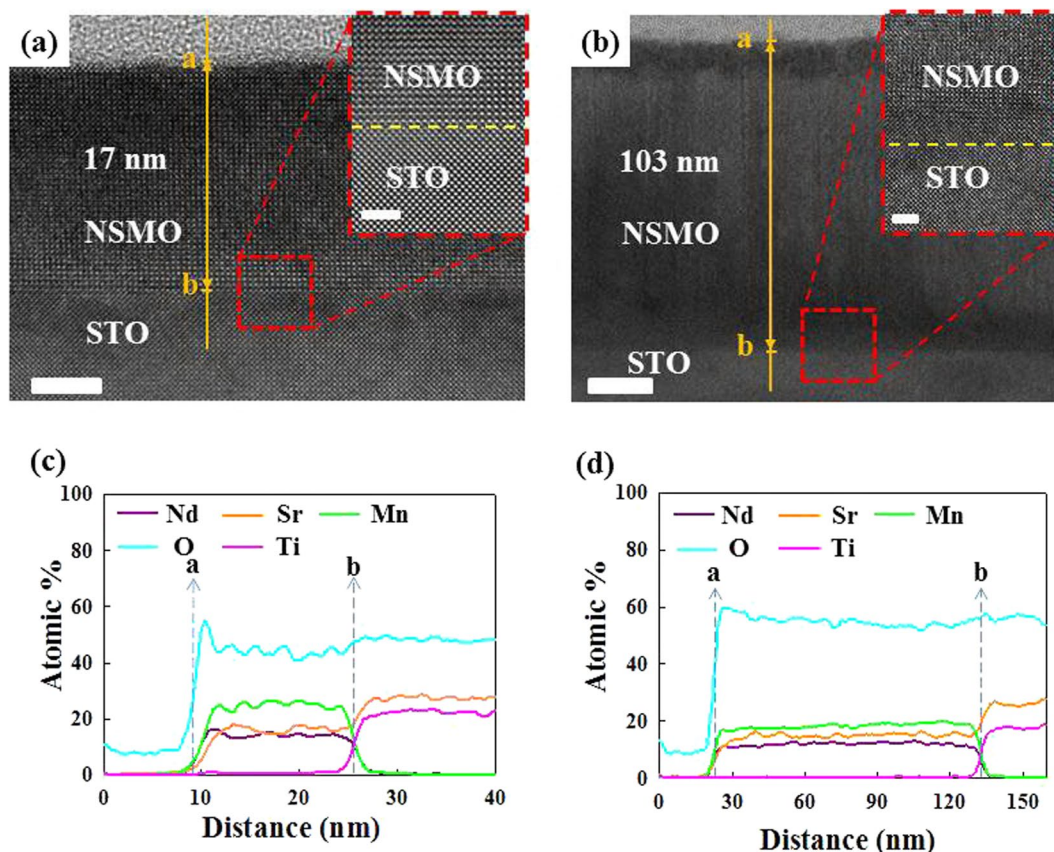 (a)
a
NSMO
STO
17 nm
NSMO
b
STO
(b)
a
NSMO
STO
103 nm
NSMO
b
STO
(c)
100
80
60
40
20
0
Atomic %
Nd Sr Mn
O Ti
a b
0 10 20 30 40
Distance (nm)
(d)
100
80
60
40
20
0
Atomic %
Nd Sr Mn
O Ti
a b
0 30 60 90 120 150
Distance (nm)